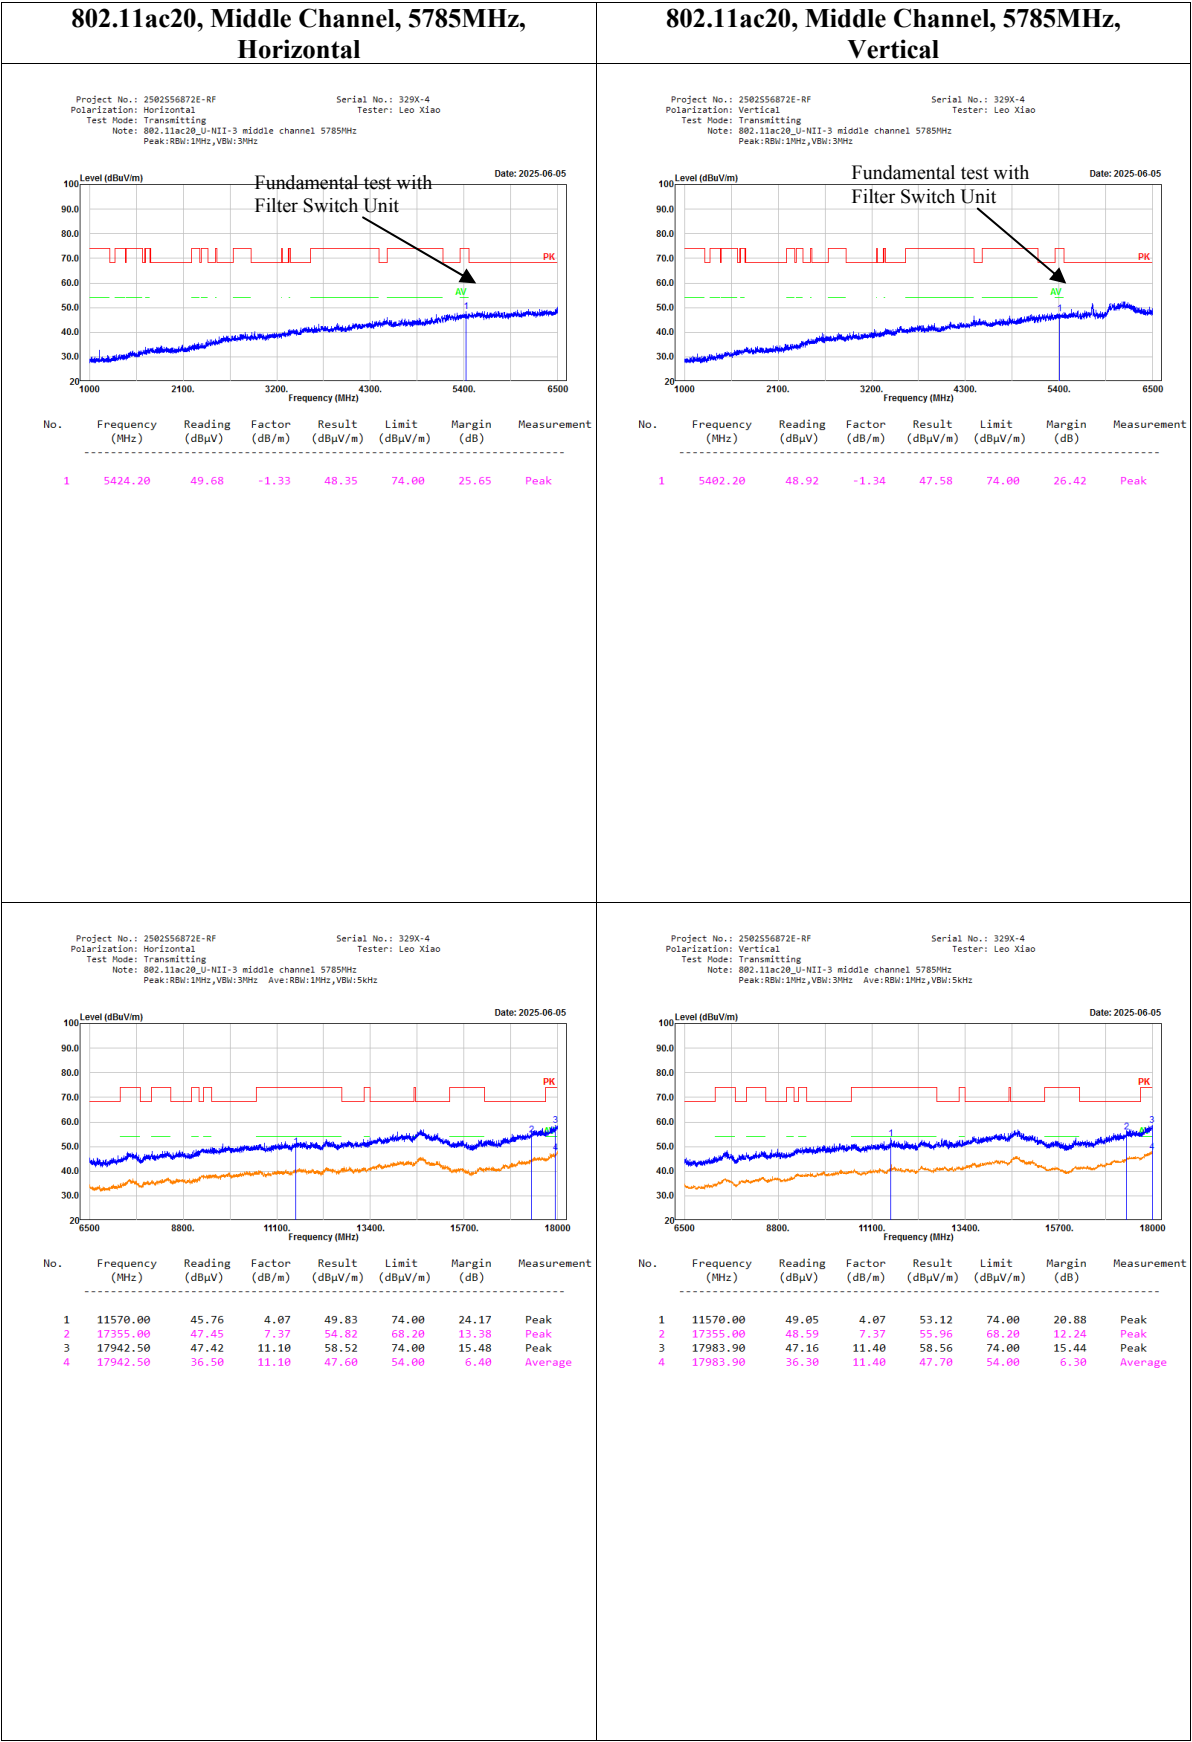 802.11ac20, Middle Channel, 5785MHz,
Horizontal
802.11ac20, Middle Channel, 5785MHz,
Vertical
Project No.: 2502S56872E-RF Serial No.: 329X-4
Polarization: Horizontal Tester: Leo Xiao
Test Mode: Transmitting
Note: 802.11ac20_U-NII-3 middle channel 5785MHz
Peak:RBW:1MHz,VBW:3MHz
Level (dBuV/m) Date: 2025-06-05
Fundamental test with
Filter Switch Unit
100
90.0
80.0
70.0
60.0
50.0
40.0
30.0
20
PK
AV
1
1000 2100. 3200. 4300. 5400. 6500
Frequency (MHz)
No. Frequency Reading Factor Result Limit Margin Measurement
(MHz) (dBμV) (dB/m) (dBμV/m) (dBμV/m) (dB)
1 5424.20 49.68 -1.33 48.35 74.00 25.65 Peak
Project No.: 2502S56872E-RF Serial No.: 329X-4
Polarization: Vertical Tester: Leo Xiao
Test Mode: Transmitting
Note: 802.11ac20_U-NII-3 middle channel 5785MHz
Peak:RBW:1MHz,VBW:3MHz
Level (dBuV/m) Date: 2025-06-05
Fundamental test with
Filter Switch Unit
100
90.0
80.0
70.0
60.0
50.0
40.0
30.0
20
PK
AV
1
1000 2100. 3200. 4300. 5400. 6500
Frequency (MHz)
No. Frequency Reading Factor Result Limit Margin Measurement
(MHz) (dBμV) (dB/m) (dBμV/m) (dBμV/m) (dB)
1 5402.20 48.92 -1.34 47.58 74.00 26.42 Peak
Project No.: 2502S56872E-RF Serial No.: 329X-4
Polarization: Horizontal Tester: Leo Xiao
Test Mode: Transmitting
Note: 802.11ac20_U-NII-3 middle channel 5785MHz
Peak:RBW:1MHz,VBW:3MHz Ave:RBW:1MHz,VBW:5kHz
Level (dBuV/m) Date: 2025-06-05
100
90.0
80.0
70.0
60.0
50.0
40.0
30.0
20
PK
1
2
3
4
6500 8800. 11100. 13400. 15700. 18000
Frequency (MHz)
No. Frequency Reading Factor Result Limit Margin Measurement
(MHz) (dBμV) (dB/m) (dBμV/m) (dBμV/m) (dB)
1 11570.00 45.76 4.07 49.83 74.00 24.17 Peak
2 17355.00 47.45 7.37 54.82 68.20 13.38 Peak
3 17942.50 47.42 11.10 58.52 74.00 15.48 Peak
4 17942.50 36.50 11.10 47.60 54.00 6.40 Average
Project No.: 2502S56872E-RF Serial No.: 329X-4
Polarization: Vertical Tester: Leo Xiao
Test Mode: Transmitting
Note: 802.11ac20_U-NII-3 middle channel 5785MHz
Peak:RBW:1MHz,VBW:3MHz Ave:RBW:1MHz,VBW:5kHz
Level (dBuV/m) Date: 2025-06-05
100
90.0
80.0
70.0
60.0
50.0
40.0
30.0
20
PK
1
2
3
4
6500 8800. 11100. 13400. 15700. 18000
Frequency (MHz)
No. Frequency Reading Factor Result Limit Margin Measurement
(MHz) (dBμV) (dB/m) (dBμV/m) (dBμV/m) (dB)
1 11570.00 49.05 4.07 53.12 74.00 20.88 Peak
2 17355.00 48.59 7.37 55.96 68.20 12.24 Peak
3 17983.90 47.16 11.40 58.56 74.00 15.44 Peak
4 17983.90 36.30 11.40 47.70 54.00 6.30 Average